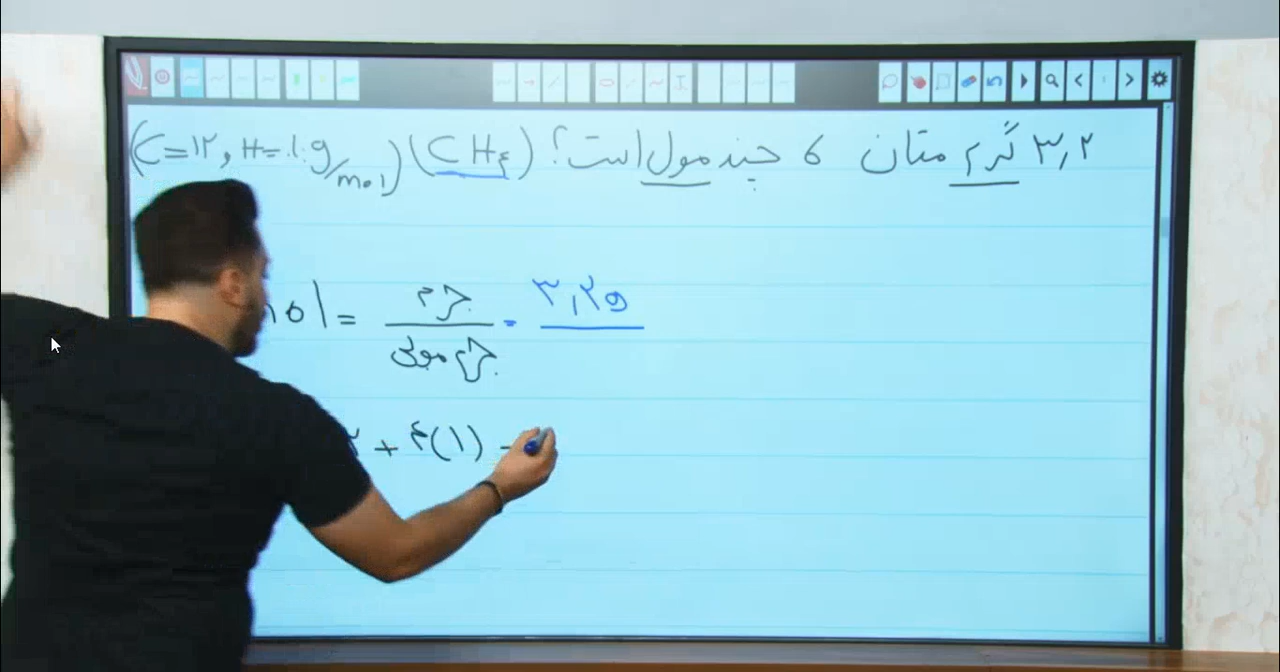 ۳٫۲ گرم متان ، چند مول است؟ (CH۴) (C=۱۲, H=۱: g/mol)
mol = جرم / جرم مولی = ۳٫۲g
+ ۴(۱)